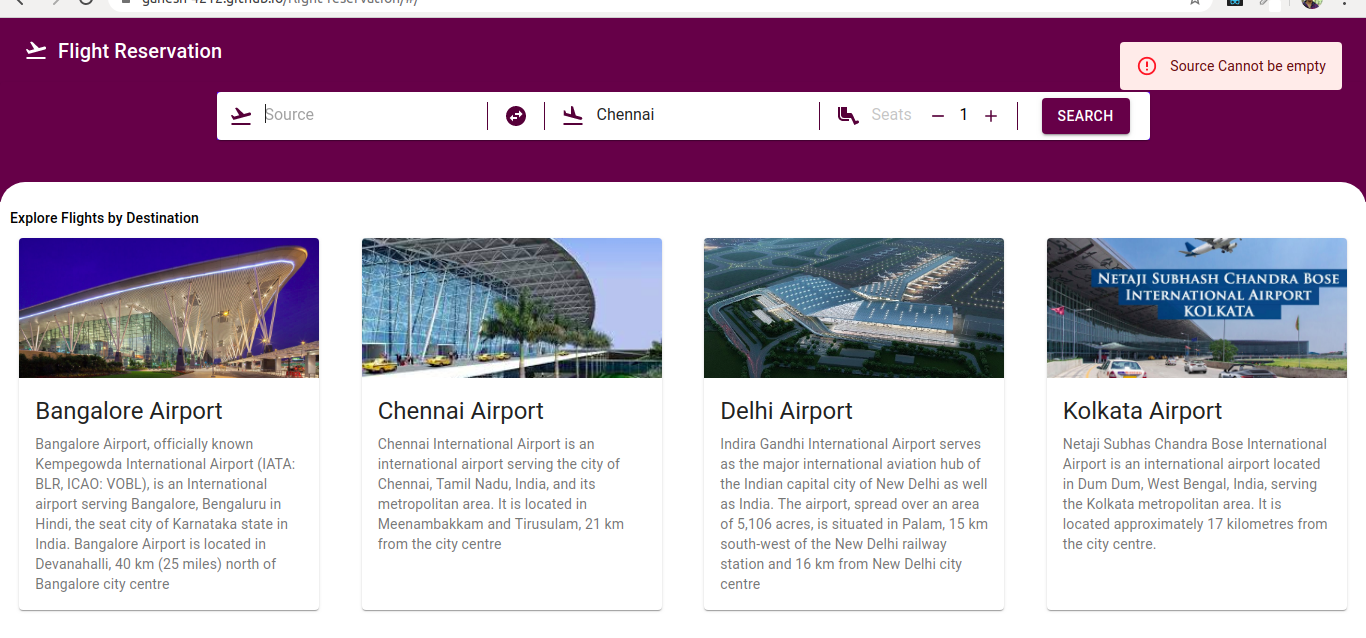 Flight Reservation
Source Cannot be empty
Source
Chennai
Seats
1
SEARCH
Explore Flights by Destination
NETAJI SUBHASH CHANDRA BOSE
INTERNATIONAL AIRPORT
KOLKATA
Bangalore Airport
Bangalore Airport, officially known
Kempegowda International Airport (IATA:
BLR, ICAO: VOBL), is an International
airport serving Bangalore, Bengaluru in
Hindi, the seat city of Karnataka state in
India. Bangalore Airport is located in
Devanahalli, 40 km (25 miles) north of
Bangalore city centre
Chennai Airport
Chennai International Airport is an
international airport serving the city of
Chennai, Tamil Nadu, India, and its
metropolitan area. It is located in
Meenambakkam and Tirusulam, 21 km
from the city centre
Delhi Airport
Indira Gandhi International Airport serves
as the major international aviation hub of
the Indian capital city of New Delhi as well
as India. The airport, spread over an area
of 5,106 acres, is situated in Palam, 15 km
south-west of the New Delhi railway
station and 16 km from New Delhi city
centre
Kolkata Airport
Netaji Subhas Chandra Bose International
Airport is an international airport located
in Dum Dum, West Bengal, India, serving
the Kolkata metropolitan area. It is
located approximately 17 kilometres from
the city centre.